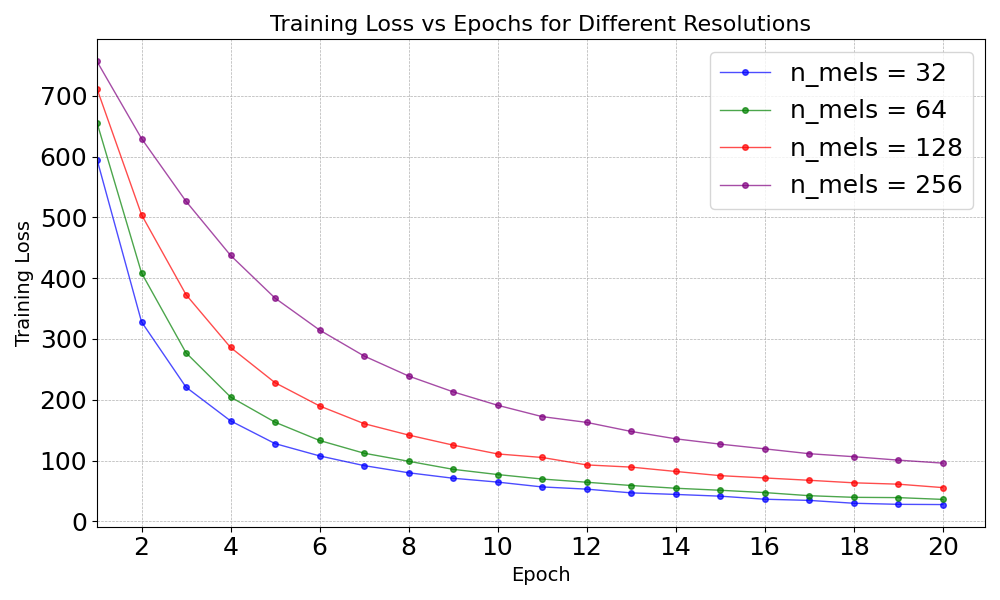 Training Loss vs Epochs for Different Resolutions
n_mels = 32
n_mels = 64
n_mels = 128
n_mels = 256
Training Loss
700
600
500
400
300
200
100
0
2 4 6 8 10 12 14 16 18 20
Epoch